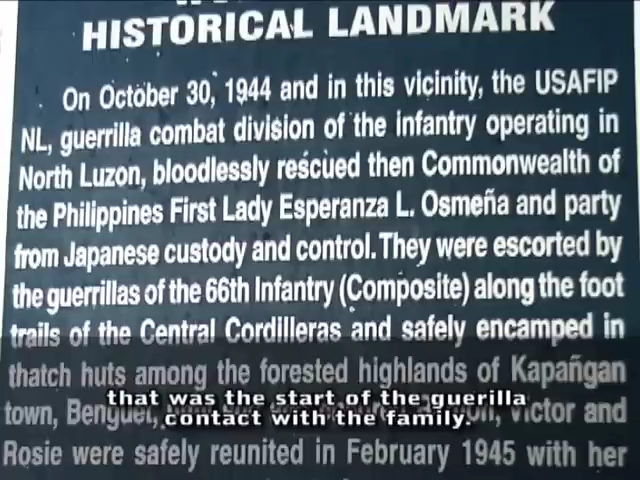 HISTORICAL LANDMARK
On October 30, 1944 and in this vicinity, the USAFIP
NL, guerrilla combat division of the infantry operating in
North Luzon, bloodlessly rescued then Commonwealth of
the Philippines First Lady Esperanza L. Osmeña and party
from Japanese custody and control. They were escorted by
the guerrillas of the 66th Infantry (Composite) along the foot
trails of the Central Cordilleras and safely encamped in
thatch huts among the forested highlands of Kapañgan
that was the start of the guerilla
town, Benguet, Victor and
contact with the family.
Rosie were safely reunited in February 1945 with her